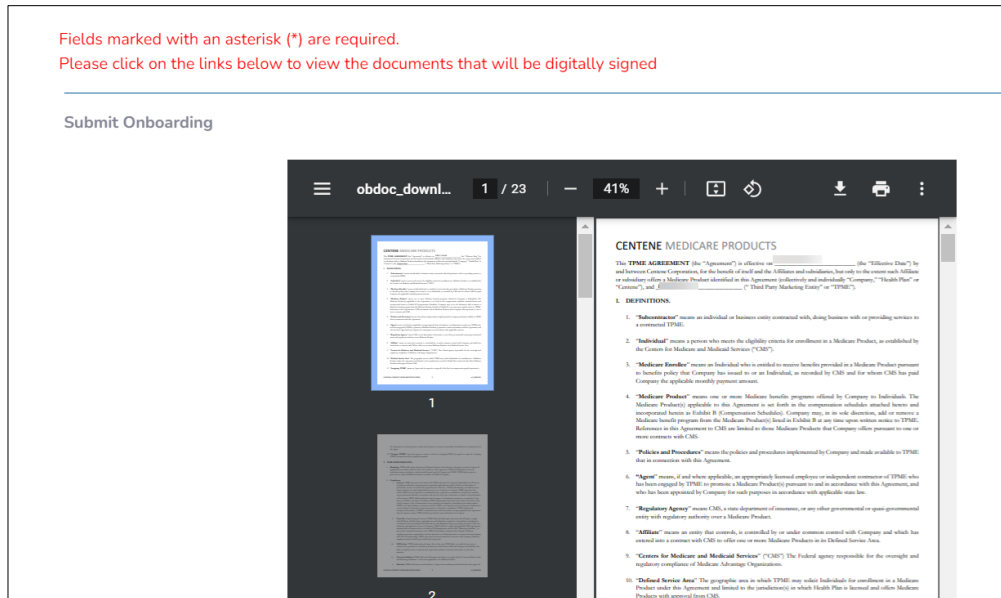 Fields marked with an asterisk (*) are required.
Please click on the links below to view the documents that will be digitally signed
Submit Onboarding
obdoc_downl...
1 / 23
41%
1
2
CENTENE MEDICARE PRODUCTS
This TPME AGREEMENT (the “Agreement”) is effective on ____________________ (the “Effective Date”) by
and between Centene Corporation, for the benefit of itself and the Affiliates and subsidiaries, but only to the extent such Affiliate
or subsidiary offers a Medicare Product identified in this Agreement (collectively and individually “Company,” “Health Plan” or
“Centene”), and ____________________ (“ Third Party Marketing Entity” or “TPME”).
I. DEFINITIONS.
1. “Subcontractor” means an individual or business entity contracted with, doing business with or providing services to
a contracted TPME.
2. “Individual” means a person who meets the eligibility criteria for enrollment in a Medicare Product, as established by
the Centers for Medicare and Medicaid Services (“CMS”).
3. “Medicare Enrollee” means an Individual who is entitled to receive benefits provided in a Medicare Product pursuant
to benefits policy that Company has issued to or an Individual, as recorded by CMS and for whom CMS has paid
Company the applicable monthly payment amount.
4. “Medicare Product” means one or more Medicare benefits programs offered by Company to Individuals. The
Medicare Product(s) applicable to this Agreement is set forth in the compensation schedules attached hereto and
incorporated herein as Exhibit B (Compensation Schedules). Company may, in its sole discretion, add or remove a
Medicare benefit program from the Medicare Product(s) listed in Exhibit B at any time upon written notice to TPME.
References in this Agreement to CMS are limited to those Medicare Products that Company offers pursuant to one or
more contracts with CMS.
5. “Policies and Procedures” means the policies and procedures implemented by Company and made available to TPME
that in connection with this Agreement.
6. “Agent” means, if and where applicable, an appropriately licensed employee or independent contractor of TPME who
has been engaged by TPME to promote a Medicare Product(s) pursuant to and in accordance with this Agreement; and
who has been appointed by Company for such purposes in accordance with applicable state law.
7. “Regulatory Agency” means CMS, a state department of insurance, or any other governmental or quasi-governmental
entity with regulatory authority over a Medicare Product.
8. “Affiliate” means an entity that controls, is controlled by or under common control with Company and which has
entered into a contract with CMS to offer one or more Medicare Products in its Defined Service Area.
9. “Centers for Medicare and Medicaid Services” (“CMS”) The Federal agency responsible for the oversight and
regulatory compliance of Medicare Advantage Organizations.
10. “Defined Service Area” The geographic area in which TPME may solicit Individuals for enrollment in a Medicare
Product under this Agreement and limited to the jurisdiction(s) in which Health Plan is licensed and offers Medicare
Products with approval from CMS.